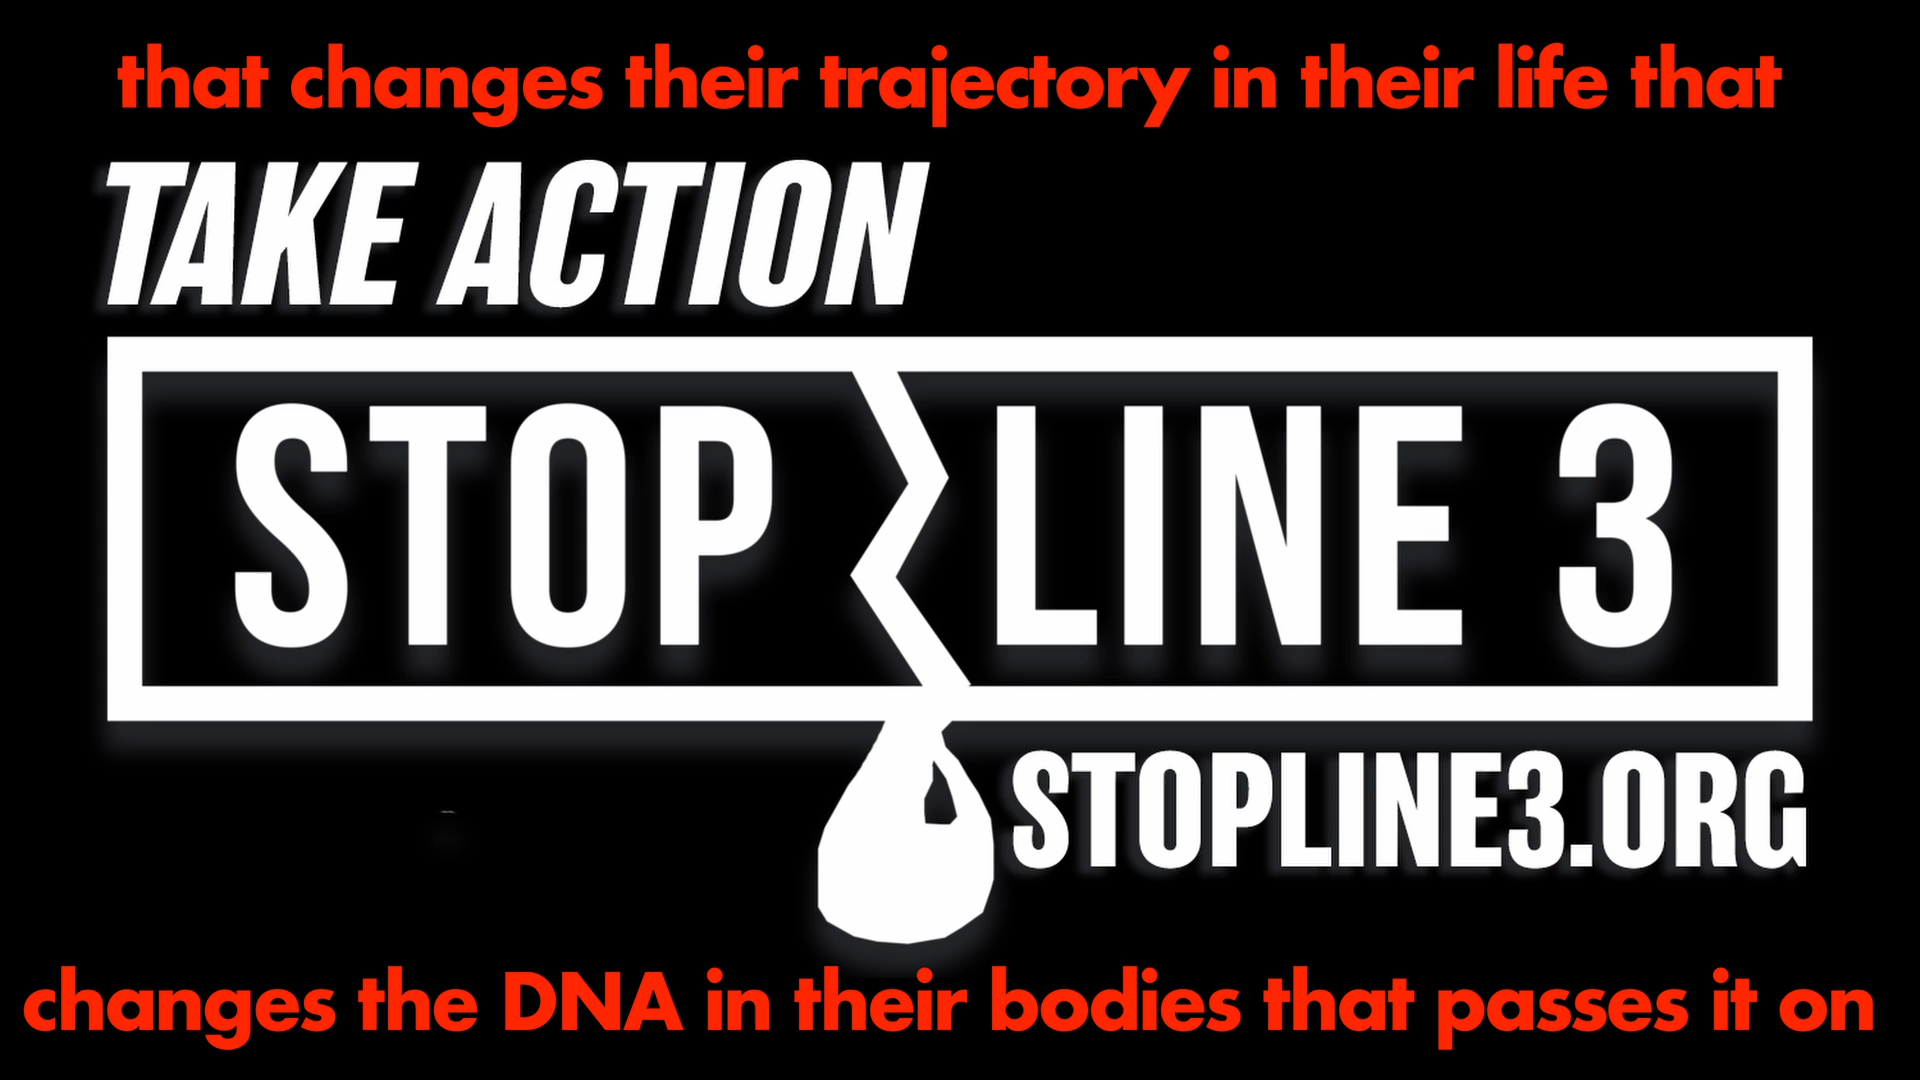 that changes their trajectory in their life that
TAKE ACTION
STOP LINE 3
STOPLINE3.ORG
changes the DNA in their bodies that passes it on